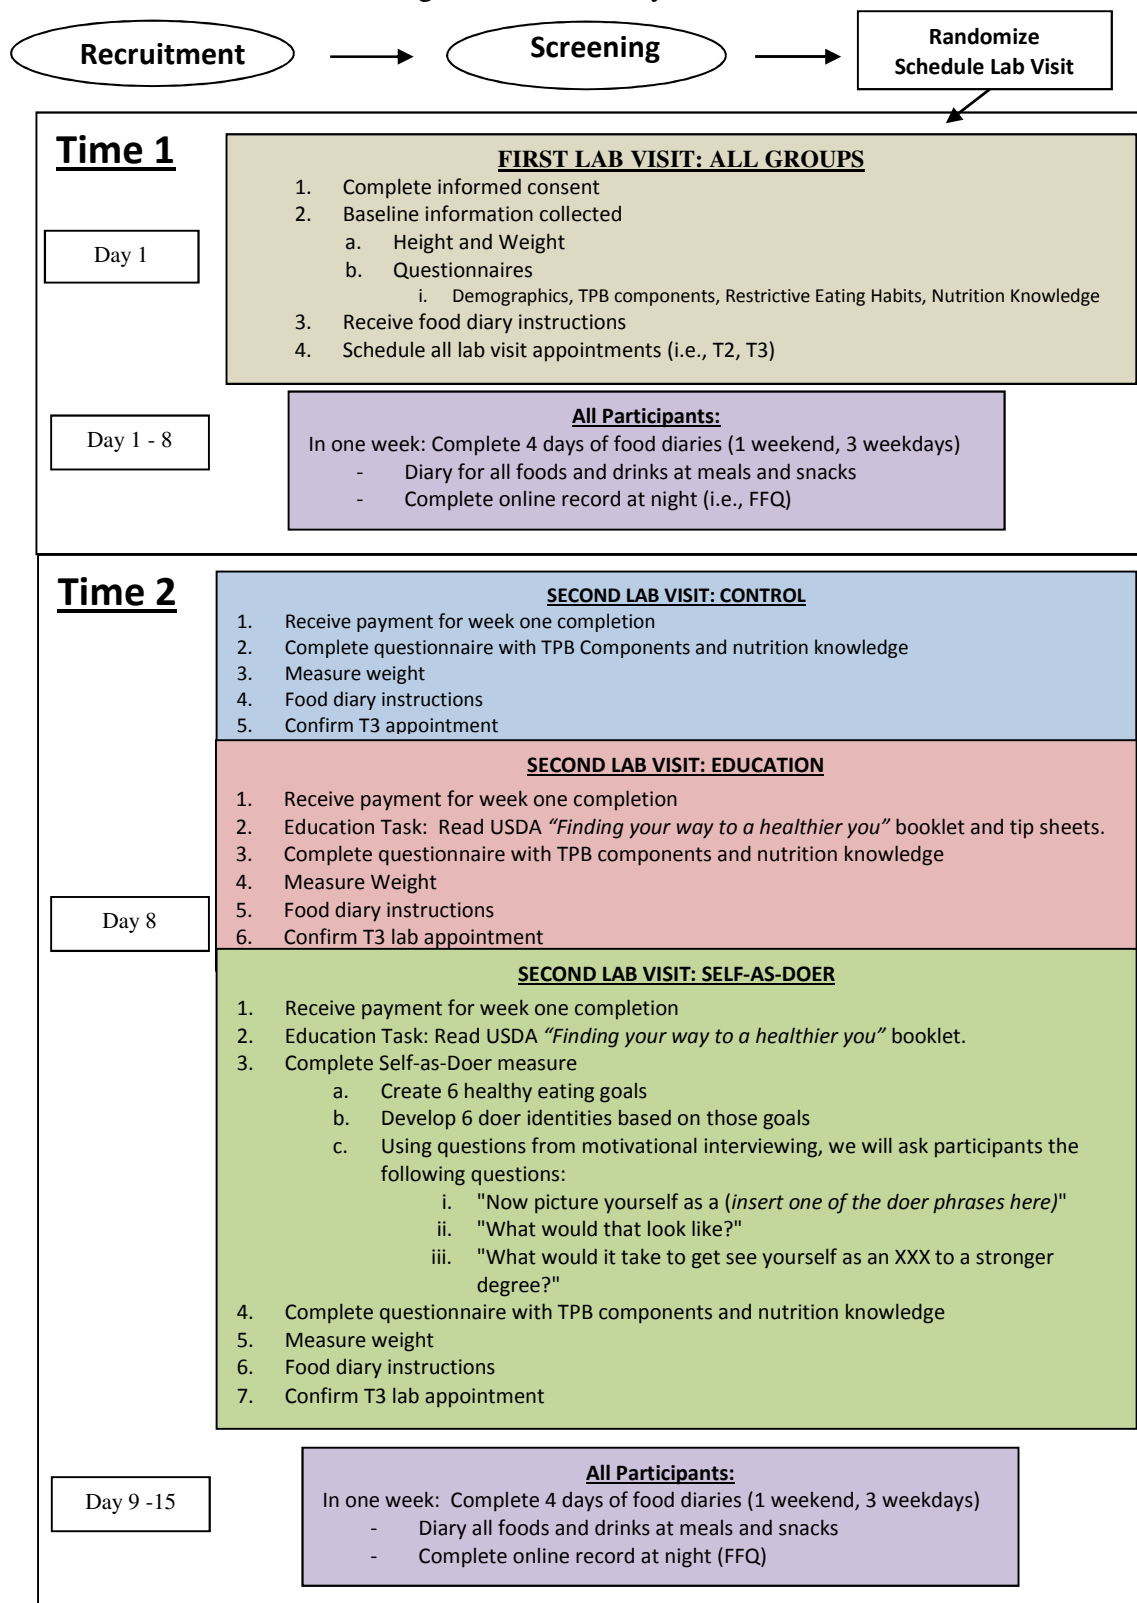 Recruitment
Screening
Randomize
Schedule Lab Visit
Time 1
FIRST LAB VISIT: ALL GROUPS
1. Complete informed consent
2. Baseline information collected
a. Height and Weight
b. Questionnaires
i. Demographics, TPB components, Restrictive Eating Habits, Nutrition Knowledge
3. Receive food diary instructions
4. Schedule all lab visit appointments (i.e., T2, T3)
Day 1
Day 1 - 8
All Participants:
In one week: Complete 4 days of food diaries (1 weekend, 3 weekdays)
- Diary for all foods and drinks at meals and snacks
- Complete online record at night (i.e., FFQ)
Time 2
SECOND LAB VISIT: CONTROL
1. Receive payment for week one completion
2. Complete questionnaire with TPB Components and nutrition knowledge
3. Measure weight
4. Food diary instructions
5. Confirm T3 appointment
SECOND LAB VISIT: EDUCATION
1. Receive payment for week one completion
2. Education Task: Read USDA “Finding your way to a healthier you” booklet and tip sheets.
3. Complete questionnaire with TPB components and nutrition knowledge
4. Measure Weight
5. Food diary instructions
6. Confirm T3 lab appointment
Day 8
SECOND LAB VISIT: SELF-AS-DOER
1. Receive payment for week one completion
2. Education Task: Read USDA “Finding your way to a healthier you” booklet.
3. Complete Self-as-Doer measure
a. Create 6 healthy eating goals
b. Develop 6 doer identities based on those goals
c. Using questions from motivational interviewing, we will ask participants the
following questions:
i. "Now picture yourself as a (insert one of the doer phrases here)"
ii. "What would that look like?"
iii. "What would it take to get see yourself as an XXX to a stronger
degree?"
4. Complete questionnaire with TPB components and nutrition knowledge
5. Measure weight
6. Food diary instructions
7. Confirm T3 lab appointment
Day 9 -15
All Participants:
In one week: Complete 4 days of food diaries (1 weekend, 3 weekdays)
- Diary all foods and drinks at meals and snacks
- Complete online record at night (FFQ)